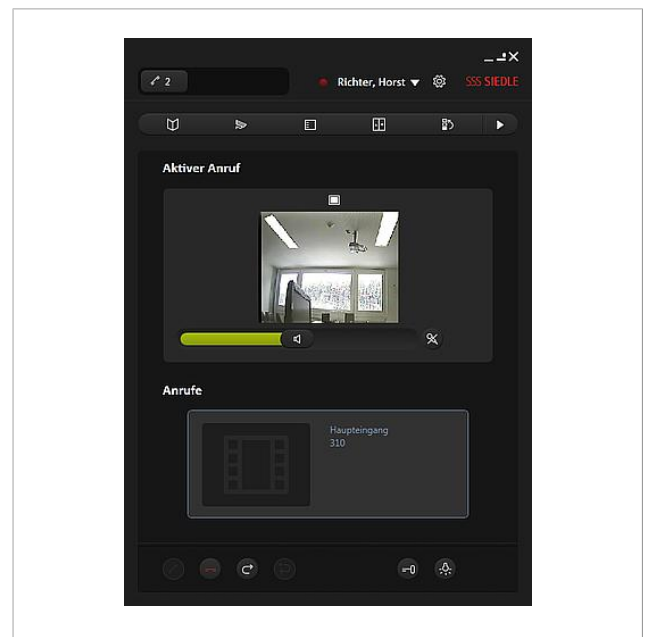 2
Richter, Horst
SSS SIEDLE
Aktiver Anruf
Anrufe
Haupteingang
310